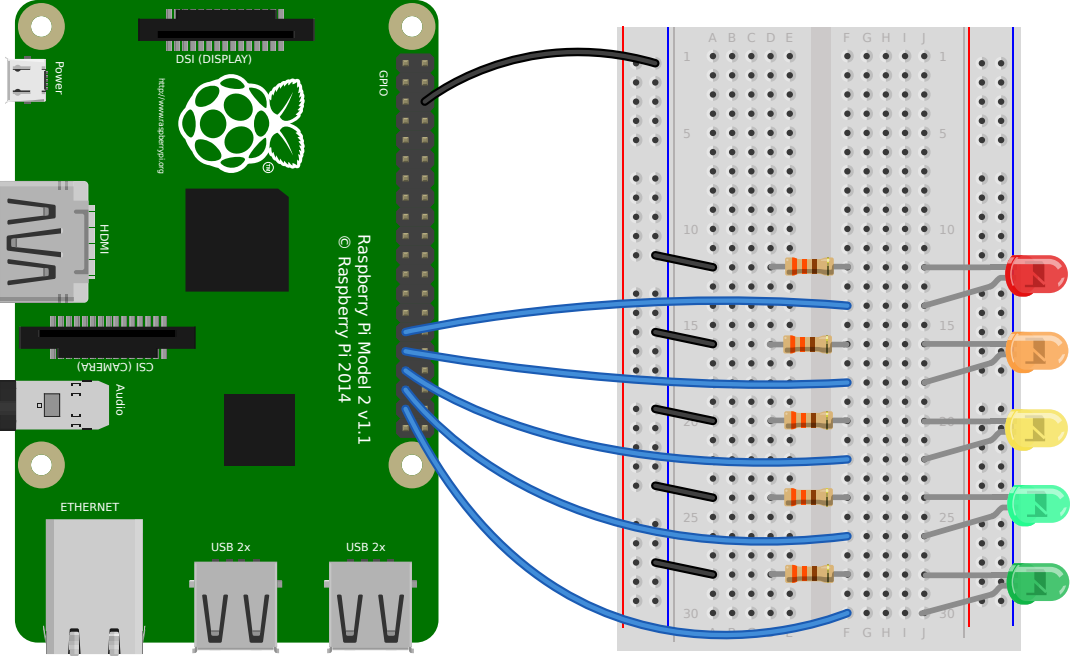 DSI (DISPLAY)
Power
http://www.raspberrypi.org
TM
GPIO
HDMI
Raspberry Pi Model 2 v1.1
© Raspberry Pi 2014
CSI (CAMERA)
Audio
ETHERNET
USB 2x
USB 2x
A B C D E F G H I J
1 1
5 5
10 10
15 15
20 20
25 25
30 30
A B C D E F G H I J